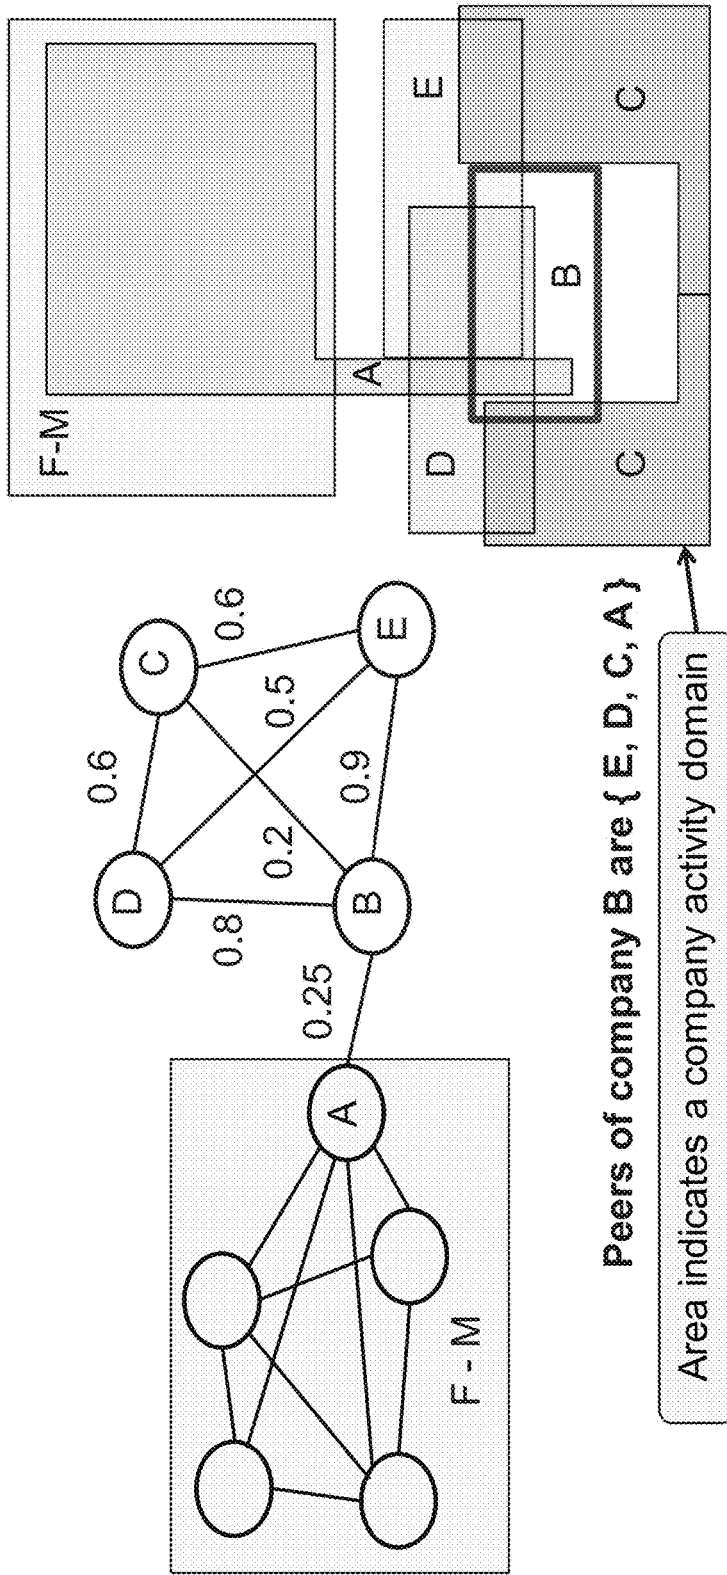 F - M
A
0.25
B
0.8
D
0.2
0.9
0.6
0.5
C
0.6
E
F-M
A
D
E
B
C
C
Peers of company B are { E, D, C, A }
Area indicates a company activity domain